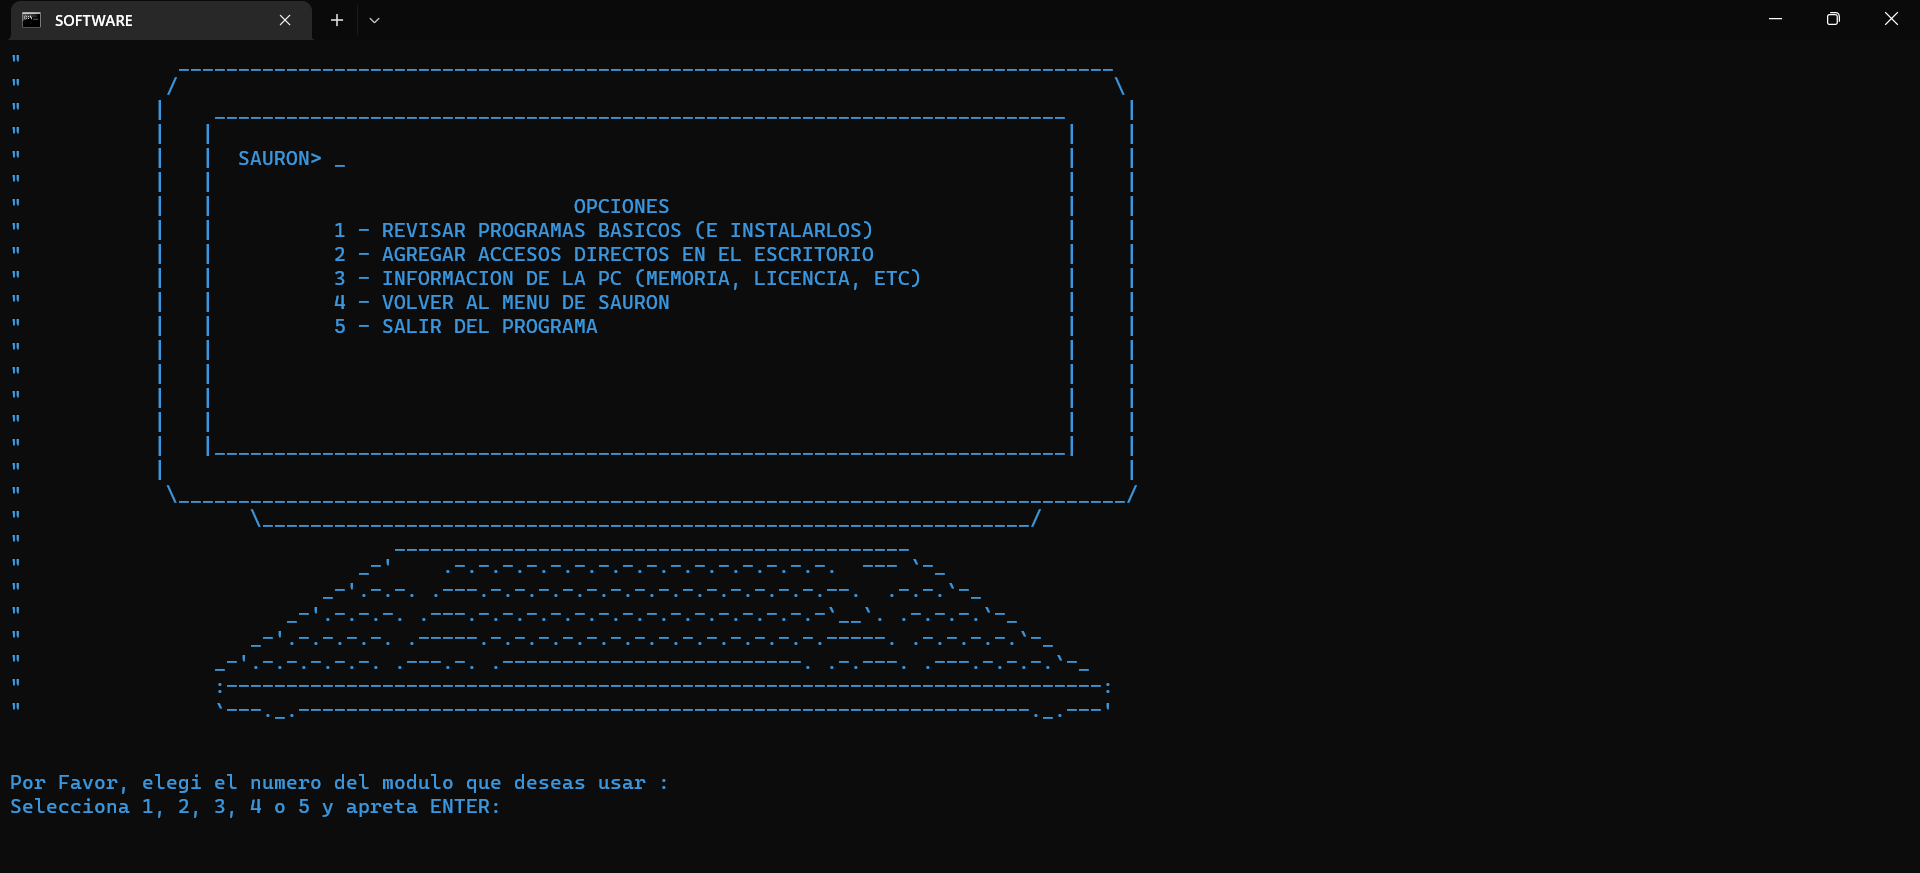 SOFTWARE
SAURON> _
OPCIONES
1 - REVISAR PROGRAMAS BASICOS (E INSTALARLOS)
2 - AGREGAR ACCESOS DIRECTOS EN EL ESCRITORIO
3 - INFORMACION DE LA PC (MEMORIA, LICENCIA, ETC)
4 - VOLVER AL MENU DE SAURON
5 - SALIR DEL PROGRAMA
Por Favor, elegi el numero del modulo que deseas usar :
Selecciona 1, 2, 3, 4 o 5 y apreta ENTER: